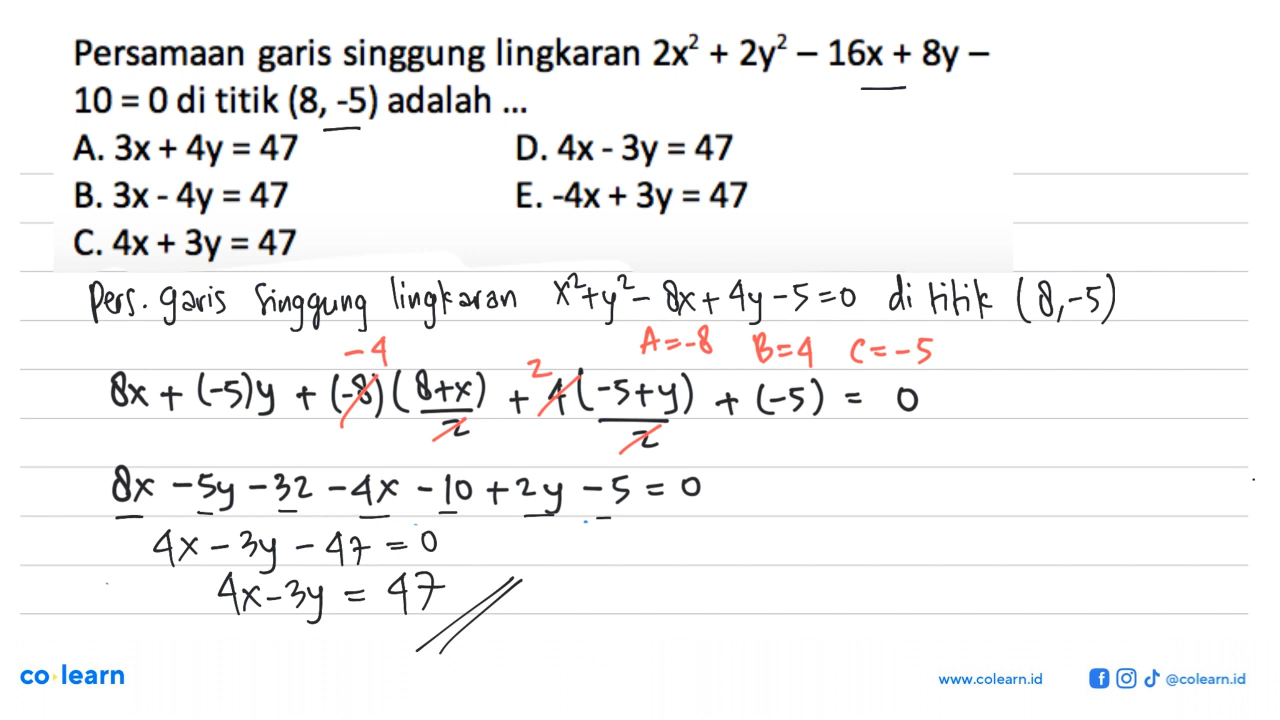 Persamaan garis singgung lingkaran 2x² + 2y² – 16x + 8y –
10 = 0 di titik (8, -5) adalah ...
A. 3x + 4y = 47 D. 4x - 3y = 47
B. 3x - 4y = 47 E. -4x + 3y = 47
C. 4x + 3y = 47
Pers. garis singgung lingkaran x²+y²-8x+4y-5=0 di titik (8,-5)
A=-8 B=4 C=-5
-4 2
8x + (-5)y + (-8)(8+x)/2 + 4(-5+y)/2 + (-5) = 0
8x -5y -32 -4x -10 +2y -5 = 0
4x -3y -47 = 0
4x-3y = 47
co learn www.colearn.id @colearn.id